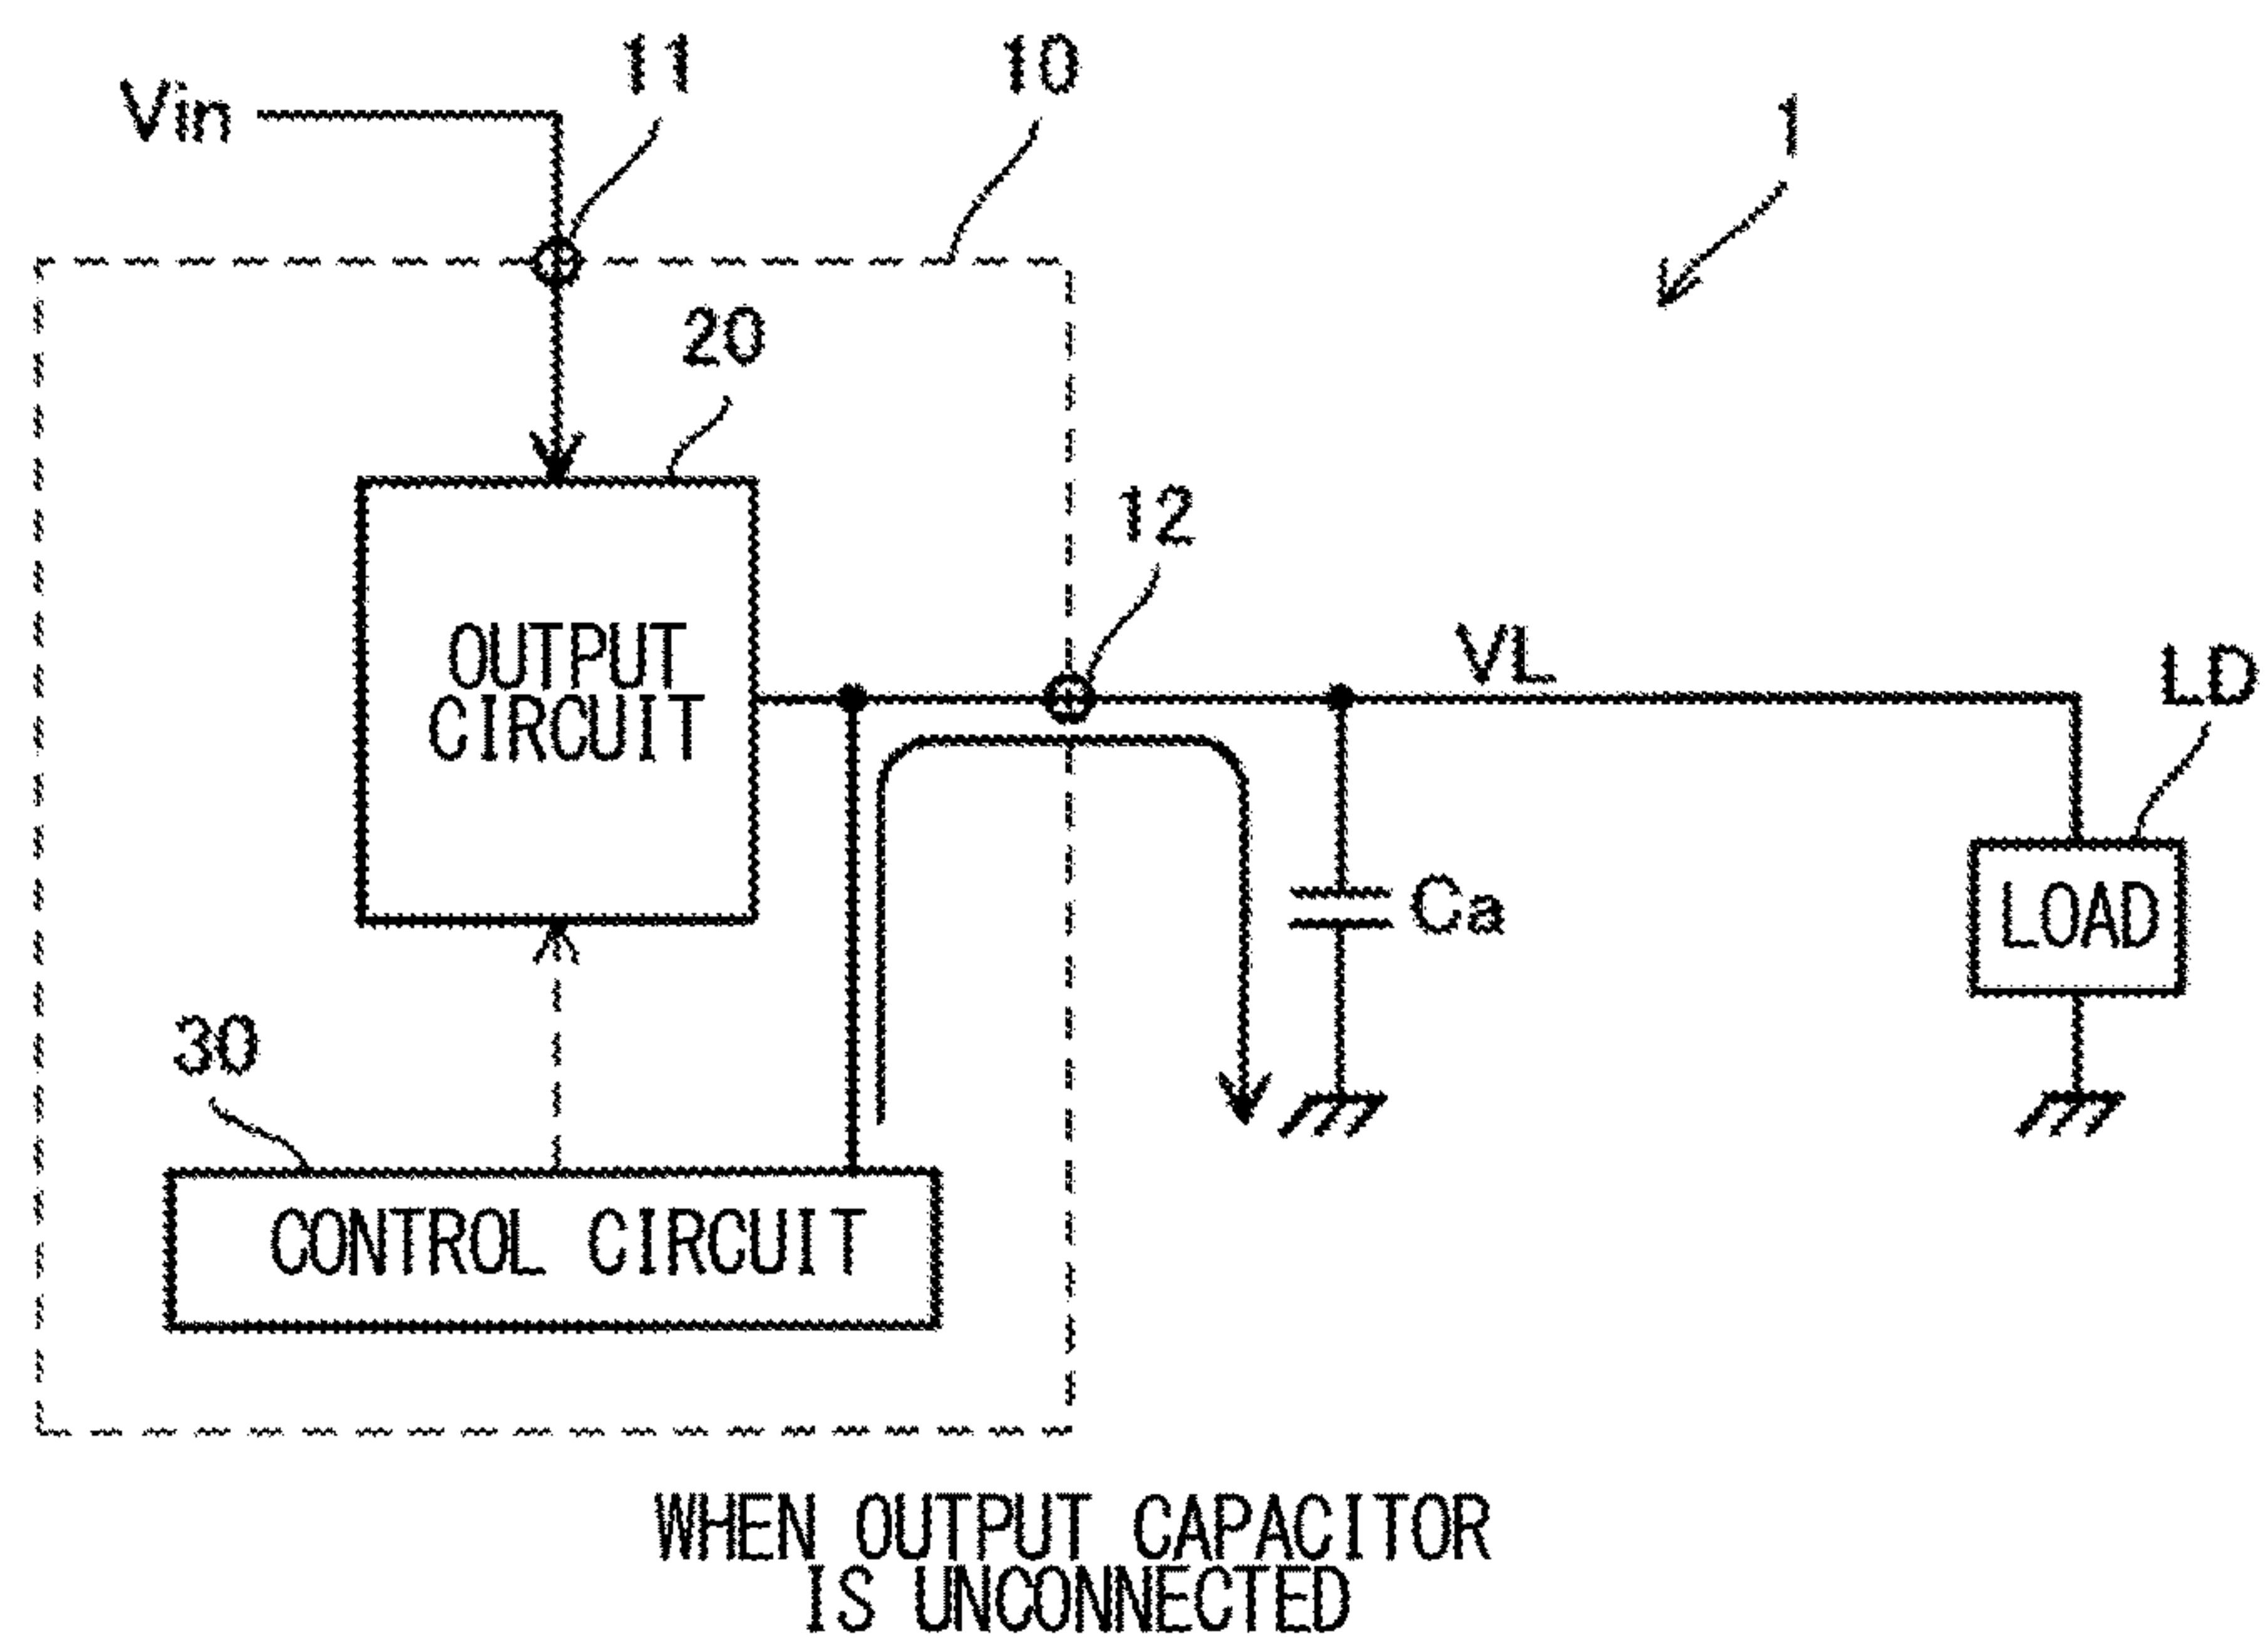 Vin
11
10
1
20
12
OUTPUT
CIRCUIT
VL
LD
Ca
LOAD
30
CONTROL CIRCUIT
WHEN OUTPUT CAPACITOR
IS UNCONNECTED